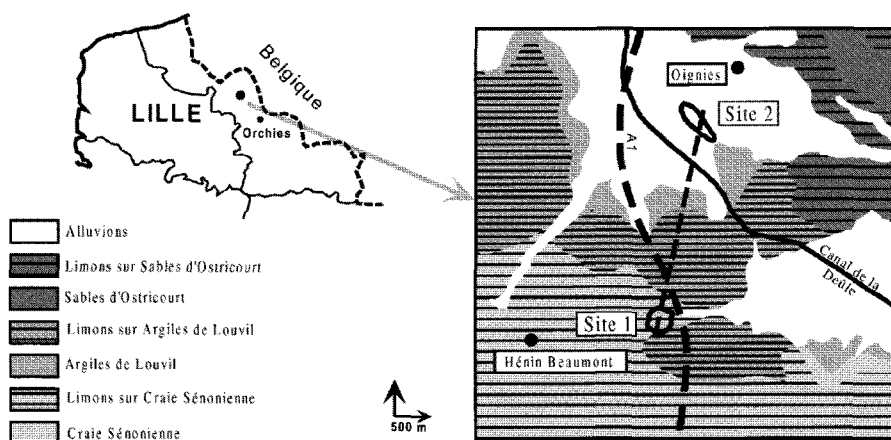 Belgique
LILLE
Orchies
Alluvions
Limons sur Sables d'Ostricourt
Sables d'Ostricourt
Limons sur Argiles de Louvil
Argiles de Louvil
Limons sur Craie Sénonienne
Craie Sénonienne
500 m
Oignies
Site 2
A1
Canal de la
Deûle
Site 1
Hénin Beaumont